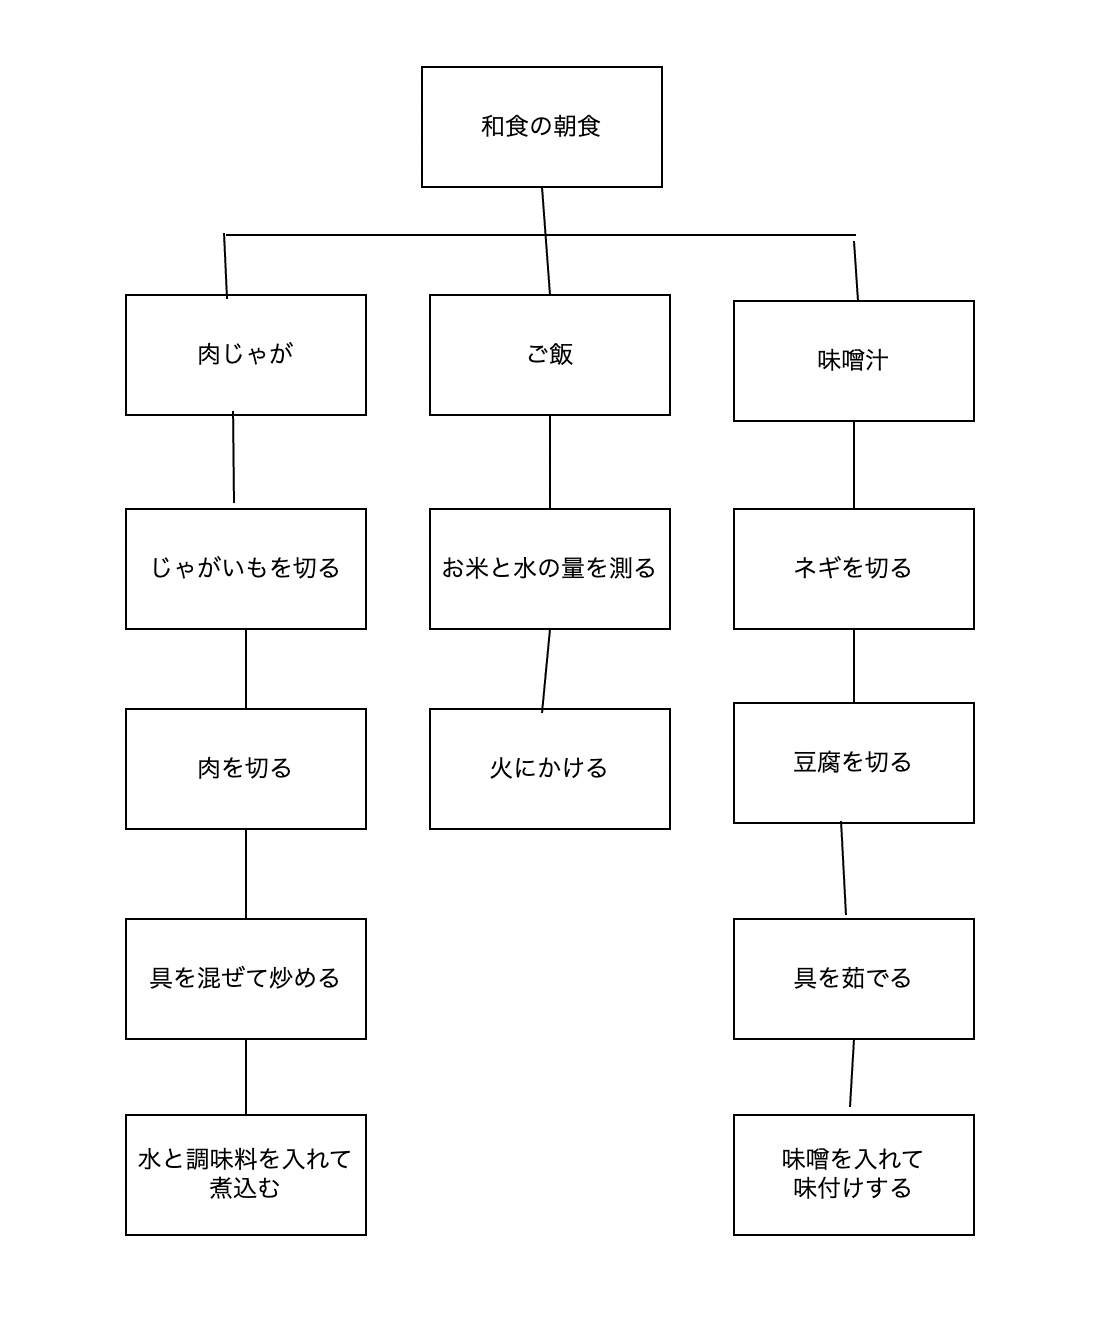 和食の朝食
肉じゃが
ご飯
味噌汁
じゃがいもを切る
お米と水の量を測る
ネギを切る
肉を切る
火にかける
豆腐を切る
具を混ぜて炒める
具を茹でる
水と調味料を入れて
煮込む
味噌を入れて
味付けする